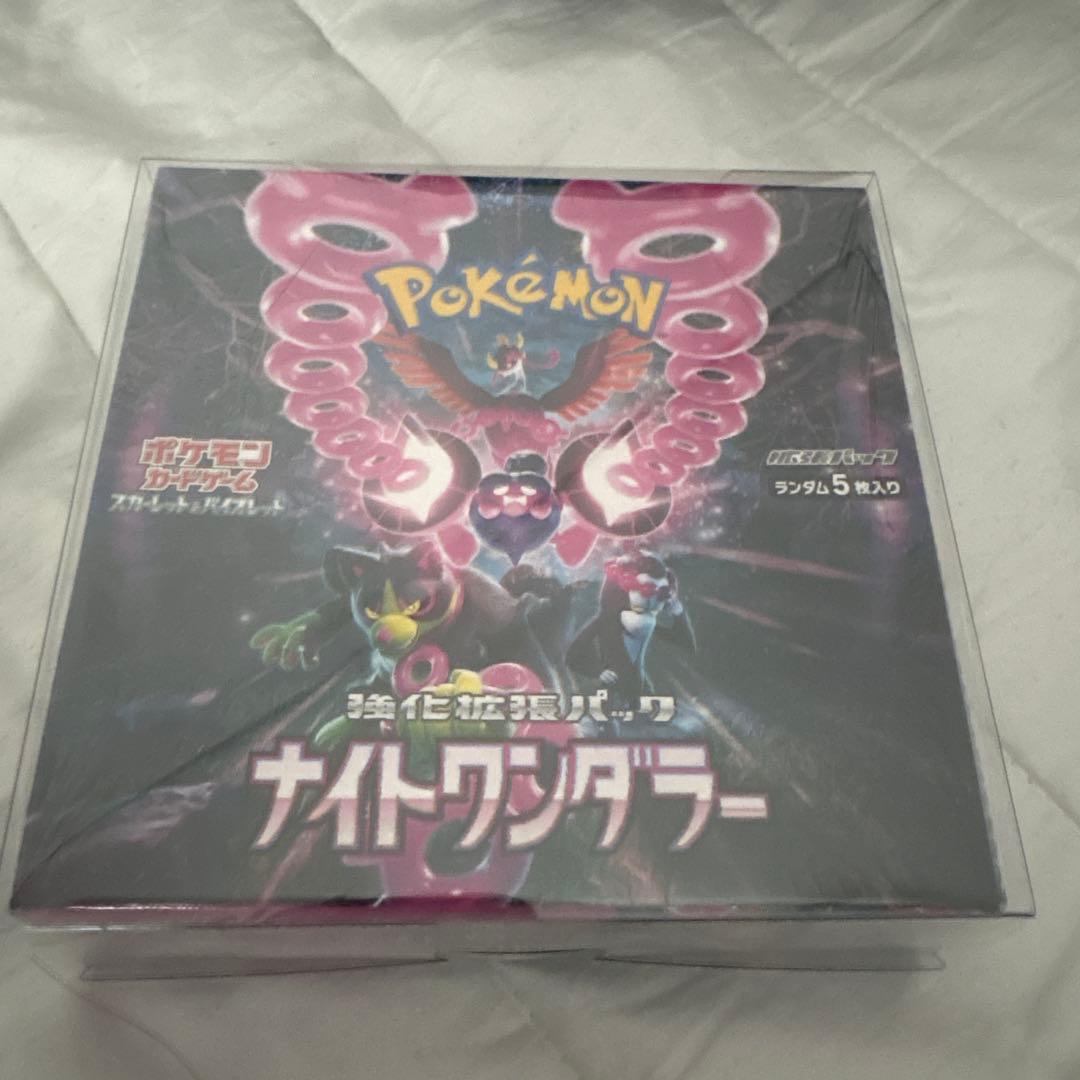 POKéMON
ポケモン
カードゲーム
スカーレット&バイオレット
拡張パック
ランダム5枚入り
強化拡張パック
ナイトワンダラー